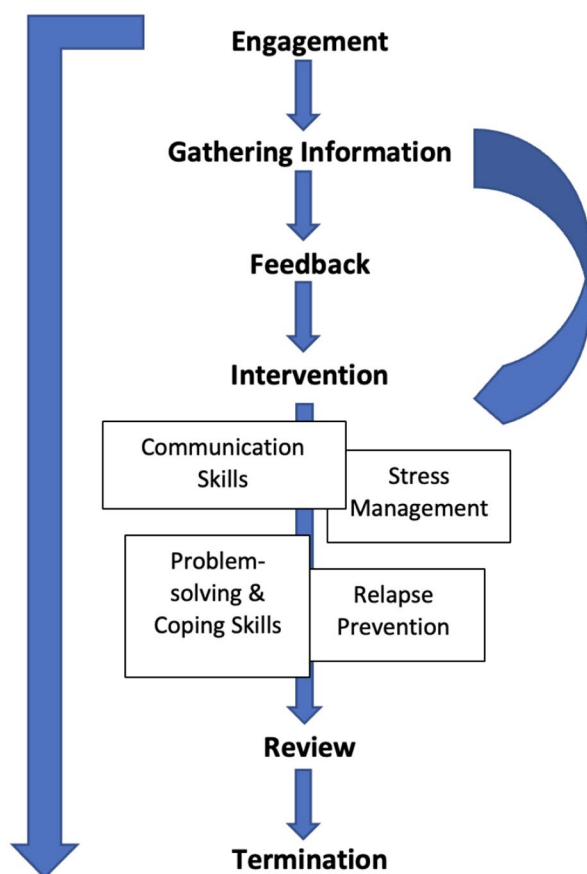 Engagement
Gathering Information
Feedback
Intervention
Communication
Skills
Stress
Management
Problem-
solving &
Coping Skills
Relapse
Prevention
Review
Termination